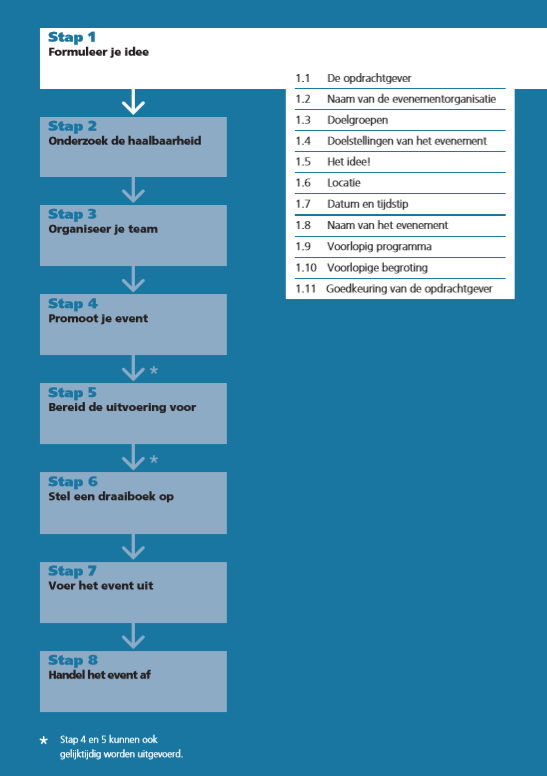 Stap 1
Formuleer je idee
1.1 De opdrachtgever
1.2 Naam van de evenementorganisatie
1.3 Doelgroepen
1.4 Doelstellingen van het evenement
1.5 Het idee!
1.6 Locatie
1.7 Datum en tijdstip
1.8 Naam van het evenement
1.9 Voorlopig programma
1.10 Voorlopige begroting
1.11 Goedkeuring van de opdrachtgever
Stap 2
Onderzoek de haalbaarheid
Stap 3
Organiseer je team
Stap 4
Promoot je event
*
Stap 5
Bereid de uitvoering voor
*
Stap 6
Stel een draaiboek op
Stap 7
Voer het event uit
Stap 8
Handel het event af
* Stap 4 en 5 kunnen ook
gelijktijdig worden uitgevoerd.